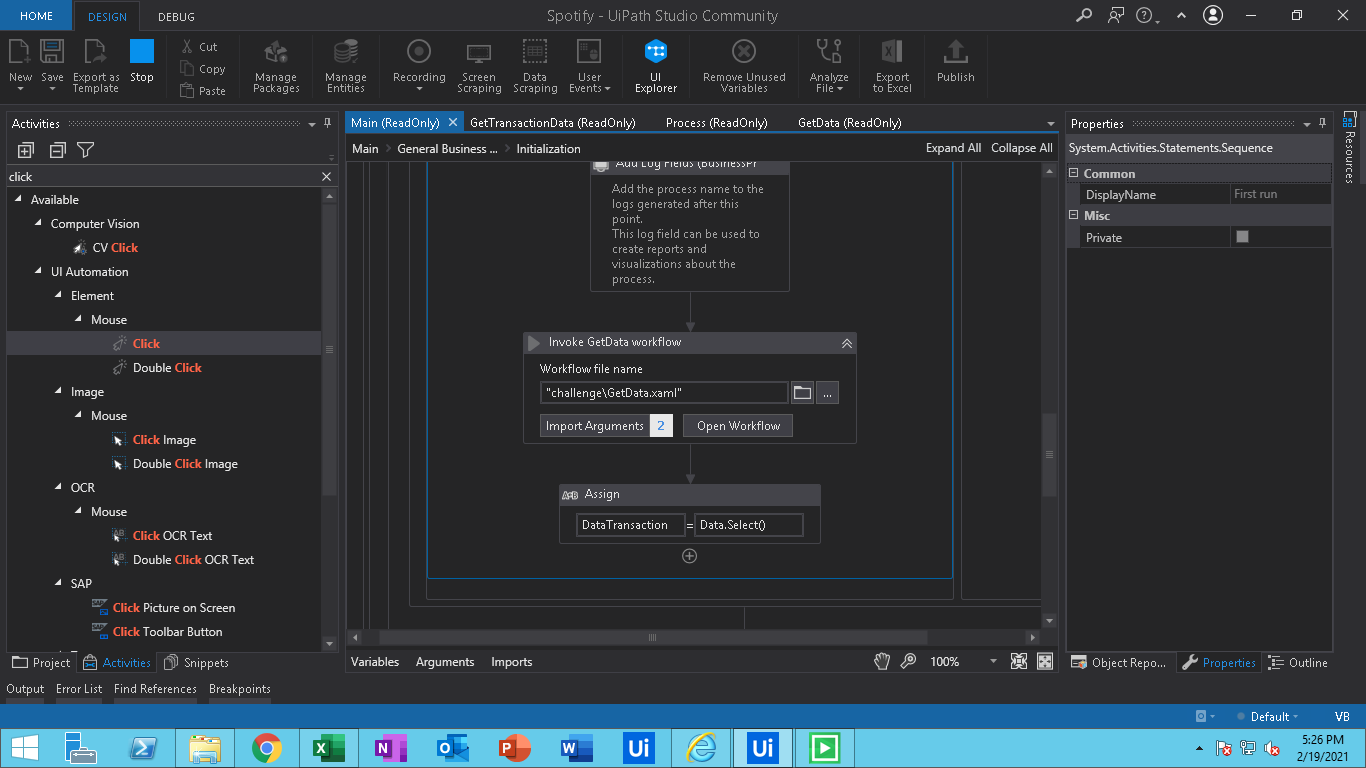 HOME
DESIGN
DEBUG
Spotify - UiPath Studio Community
New
Save
Export as Template
Stop
Cut
Copy
Paste
Manage Packages
Manage Entities
Recording
Screen Scraping
Data Scraping
User Events
UI Explorer
Remove Unused Variables
Analyze File
Export to Excel
Publish
Activities
click
Available
Computer Vision
CV Click
UI Automation
Element
Mouse
Click
Double Click
Image
Mouse
Click Image
Double Click Image
OCR
Mouse
Click OCR Text
Double Click OCR Text
SAP
Click Picture on Screen
Click Toolbar Button
Project
Activities
Snippets
Main (ReadOnly)
GetTransactionData (ReadOnly)
Process (ReadOnly)
GetData (ReadOnly)
Main > General Business ... > Initialization
Expand All
Collapse All
Add Log Fields (BusinessPr
Add the process name to the
logs generated after this
point.
This log field can be used to
create reports and
visualizations about the
process.
Invoke GetData workflow
Workflow file name
"challenge\GetData.xaml"
...
Import Arguments 2
Open Workflow
A=B Assign
DataTransaction = Data.Select()
Variables
Arguments
Imports
100%
Properties
System.Activities.Statements.Sequence
Common
DisplayName
First run
Misc
Private
Resources
Object Repo...
Properties
Outline
Output
Error List
Find References
Breakpoints
Default
VB
Ui
Ui
5:26 PM
2/19/2021